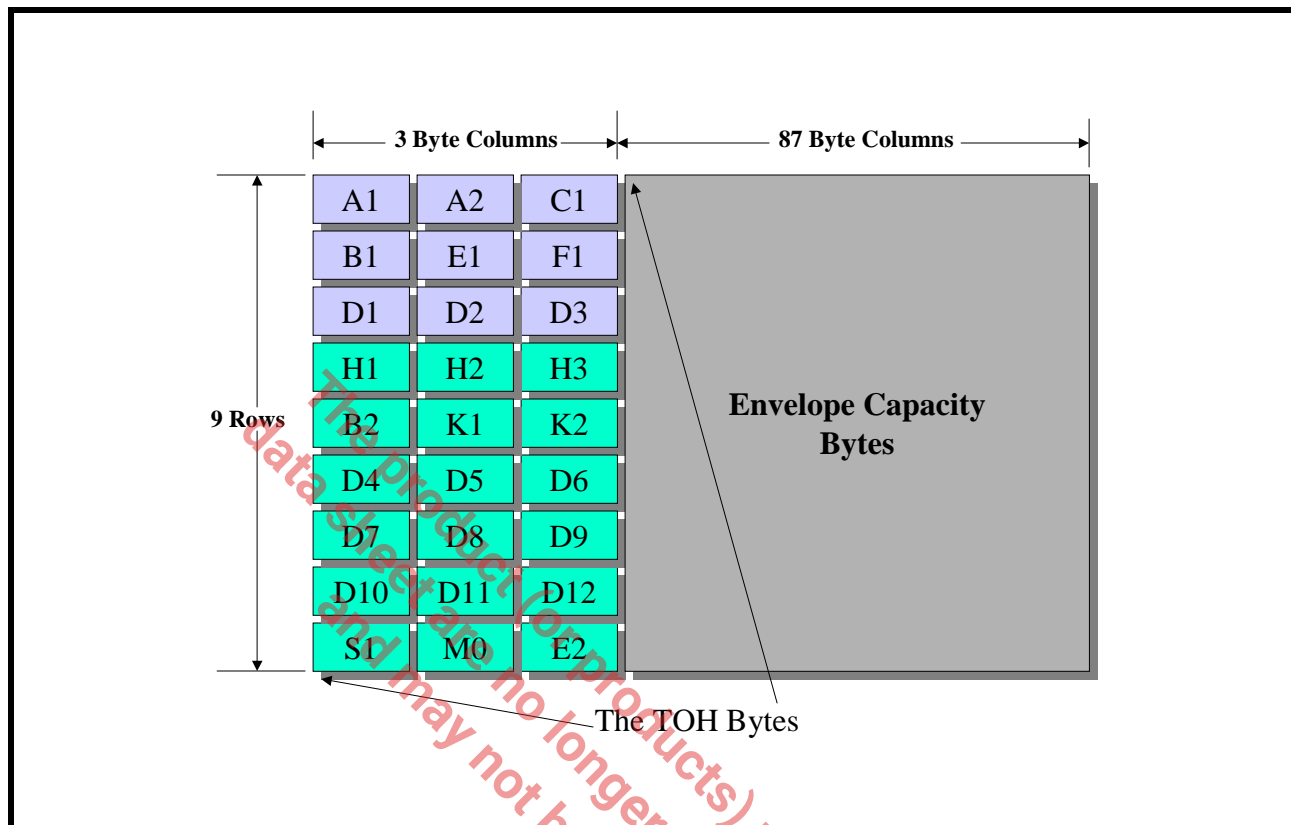 3 Byte Columns 87 Byte Columns
A1 A2 C1
B1 E1 F1
D1 D2 D3
H1 H2 H3
9 Rows
B2 K1 K2
D4 D5 D6
D7 D8 D9
D10 D11 D12
S1 M0 E2
Envelope Capacity
Bytes
The TOH Bytes
The product (or products)
data sheet are no longer
and may not